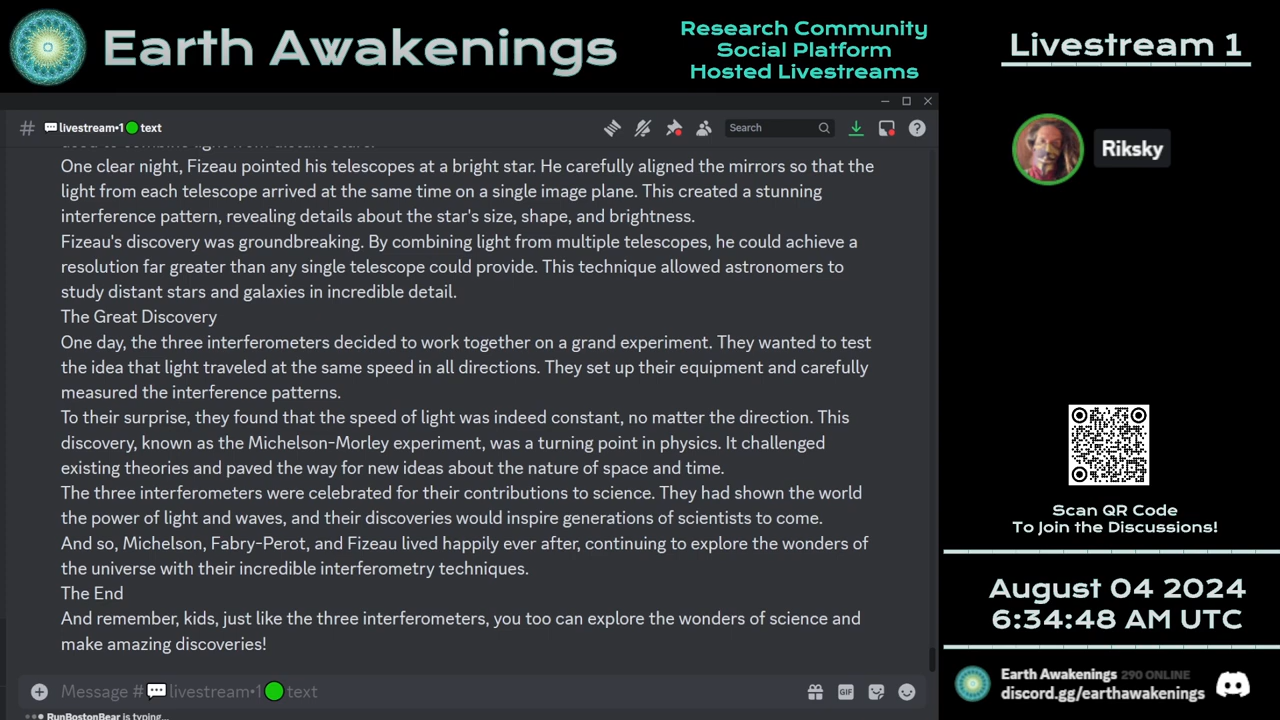 Earth Awakenings
Research Community
Social Platform
Hosted Livestreams
Livestream 1
livestream•1 text
Search
One clear night, Fizeau pointed his telescopes at a bright star. He carefully aligned the mirrors so that the
light from each telescope arrived at the same time on a single image plane. This created a stunning
interference pattern, revealing details about the star's size, shape, and brightness.
Fizeau's discovery was groundbreaking. By combining light from multiple telescopes, he could achieve a
resolution far greater than any single telescope could provide. This technique allowed astronomers to
study distant stars and galaxies in incredible detail.
The Great Discovery
One day, the three interferometers decided to work together on a grand experiment. They wanted to test
the idea that light traveled at the same speed in all directions. They set up their equipment and carefully
measured the interference patterns.
To their surprise, they found that the speed of light was indeed constant, no matter the direction. This
discovery, known as the Michelson-Morley experiment, was a turning point in physics. It challenged
existing theories and paved the way for new ideas about the nature of space and time.
The three interferometers were celebrated for their contributions to science. They had shown the world
the power of light and waves, and their discoveries would inspire generations of scientists to come.
And so, Michelson, Fabry-Perot, and Fizeau lived happily ever after, continuing to explore the wonders of
the universe with their incredible interferometry techniques.
The End
And remember, kids, just like the three interferometers, you too can explore the wonders of science and
make amazing discoveries!
Message # livestream•1 text
GIF
RunBostonBear is typing...
Riksky
Scan QR Code
To Join the Discussions!
August 04 2024
6:34:48 AM UTC
Earth Awakenings 290 ONLINE
discord.gg/earthawakenings